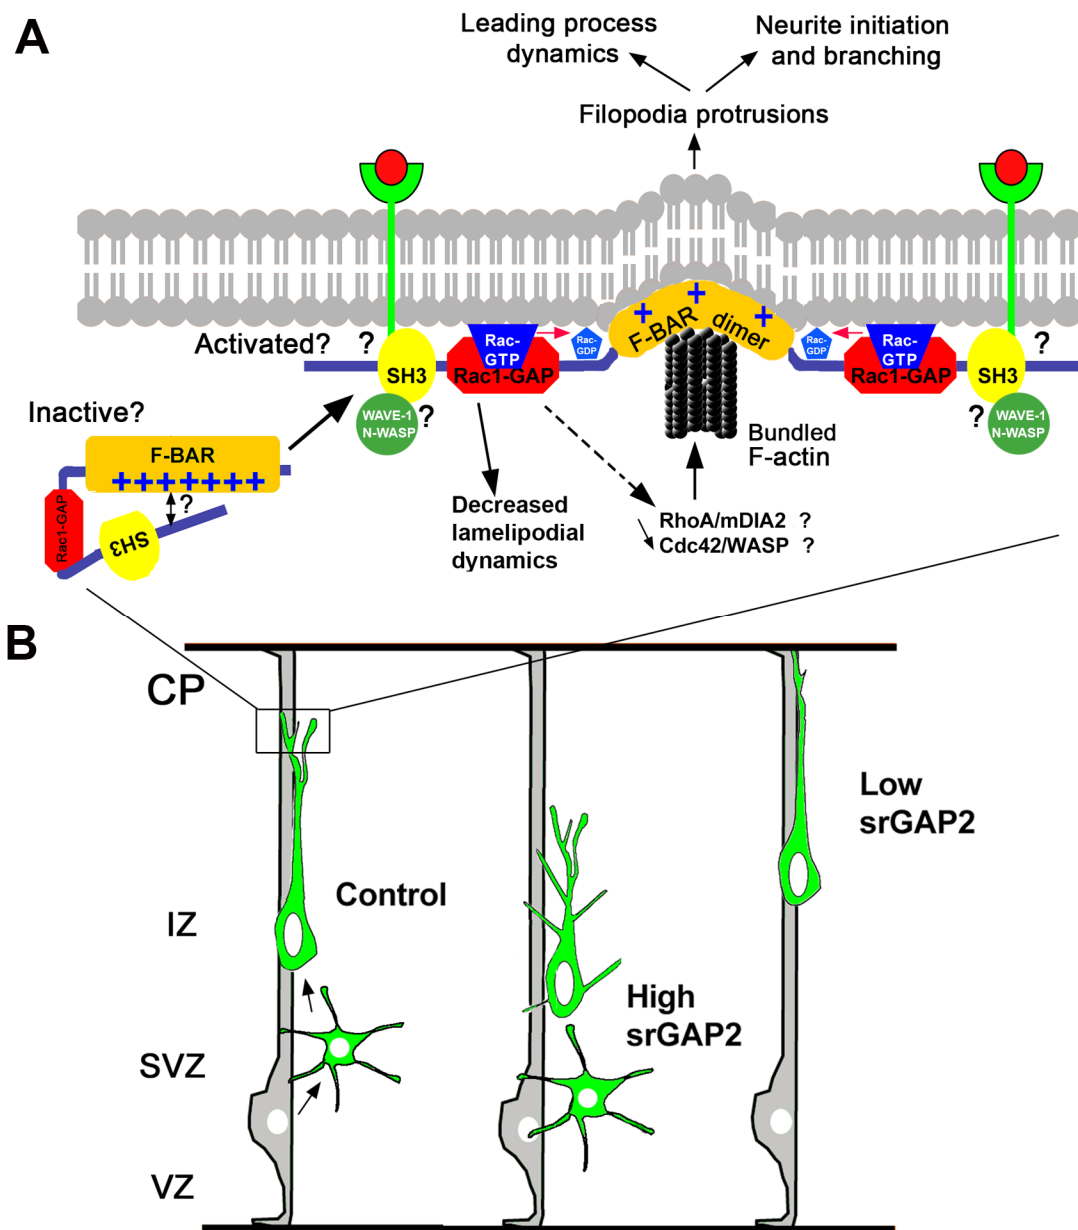 A
Leading process
dynamics
Neurite initiation
and branching
Filopodia protrusions
Activated?
?
SH3
WAVE-1
N-WASP
?
Rac-
GTP
Rac1-GAP
Rac-
GDP
+ + +
F-BAR dimer
Rac-
GDP
Rac-
GTP
Rac1-GAP
?
SH3
?
WAVE-1
N-WASP
Inactive?
F-BAR
+++++++
?
Rac1-GAP
SH3
Bundled
F-actin
Decreased
lamelipodial
dynamics
RhoA/mDIA2 ?
Cdc42/WASP ?
B
CP
IZ
SVZ
VZ
Control
High
srGAP2
Low
srGAP2